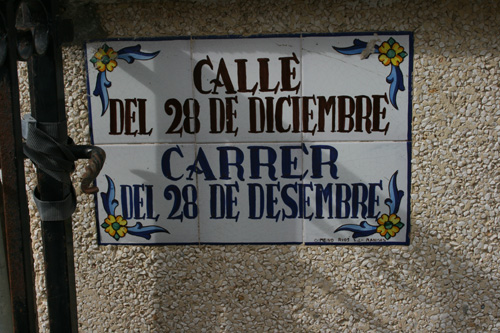 CALLE
DEL 28 DE DICIEMBRE
CARRER
DEL 28 DE DESEMBRE